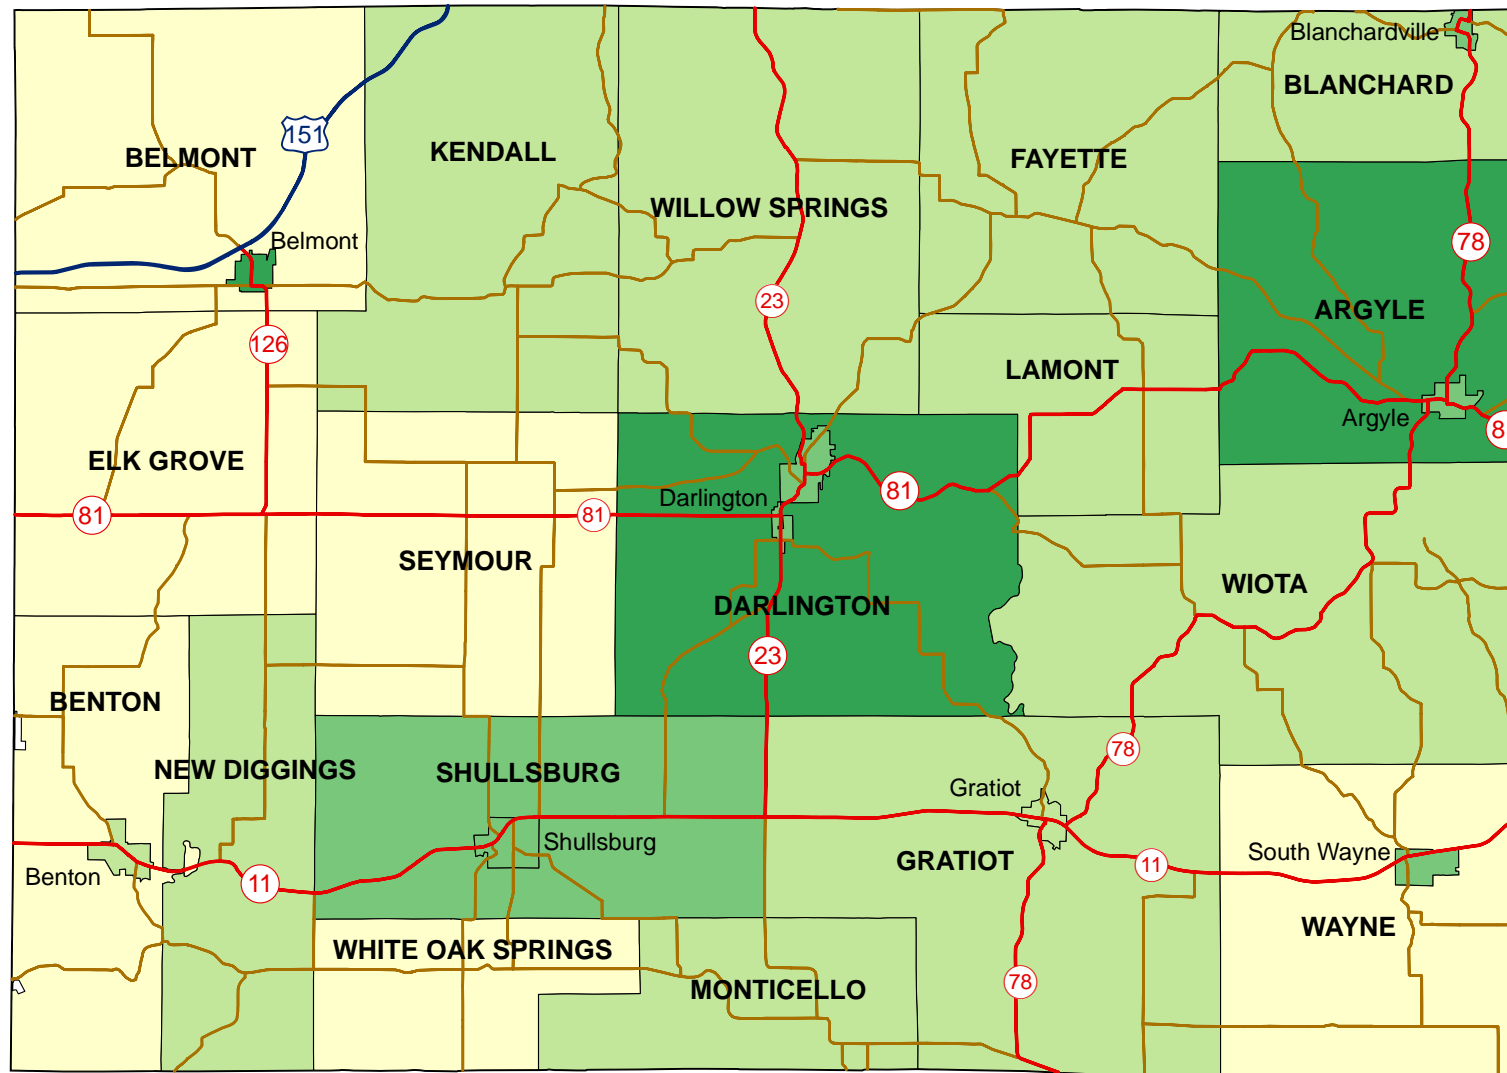 Blanchardville
BLANCHARD
151
BELMONT
KENDALL
FAYETTE
WILLOW SPRINGS
Belmont
78
23
ARGYLE
126
LAMONT
Argyle
8
ELK GROVE
Darlington
81
81
81
SEYMOUR
WIOTA
DARLINGTON
23
BENTON
78
NEW DIGGINGS
SHULLSBURG
Gratiot
Shullsburg
South Wayne
GRATIOT
11
Benton
11
WAYNE
WHITE OAK SPRINGS
78
MONTICELLO